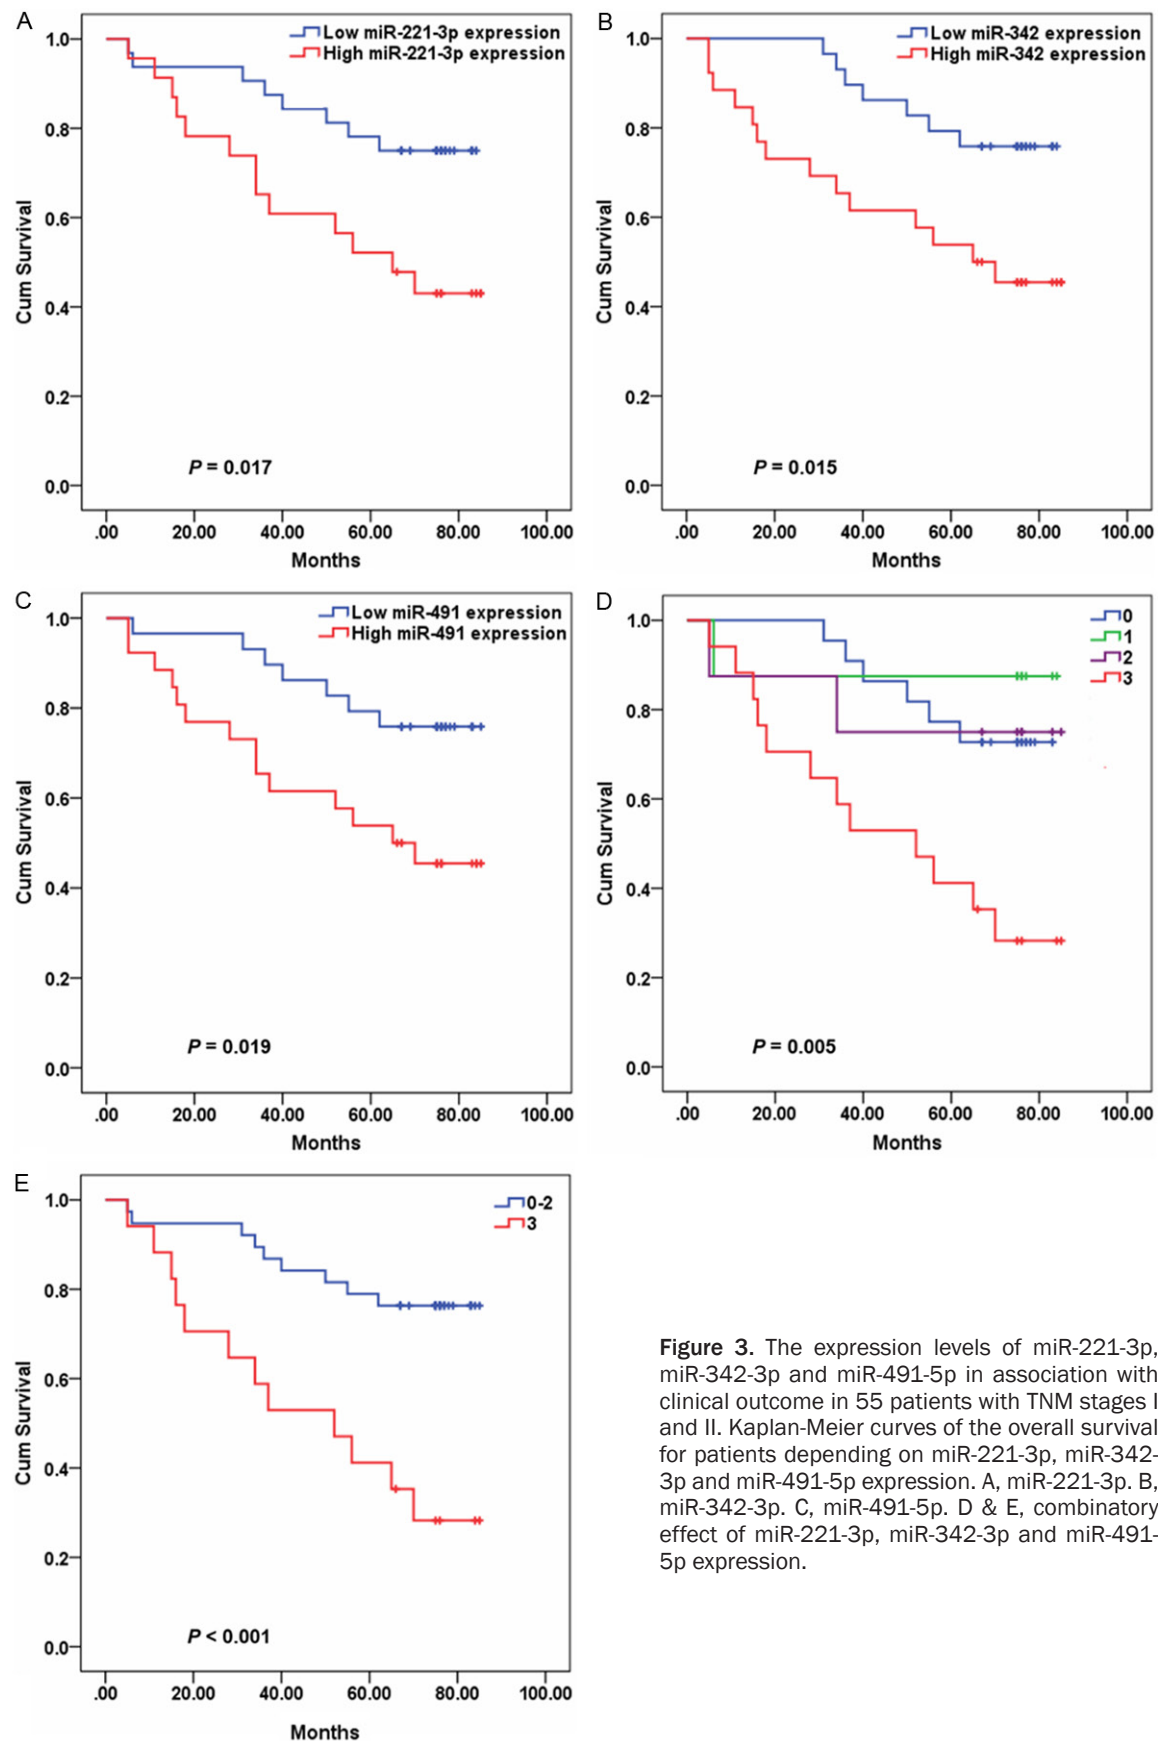 A
Low miR-221-3p expression
High miR-221-3p expression
1.0
0.8
0.6
0.4
0.2
0.0
Cum Survival
P = 0.017
.00 20.00 40.00 60.00 80.00 100.00
Months
B
Low miR-342 expression
High miR-342 expression
1.0
0.8
0.6
0.4
0.2
0.0
Cum Survival
P = 0.015
.00 20.00 40.00 60.00 80.00 100.00
Months
C
Low miR-491 expression
High miR-491 expression
1.0
0.8
0.6
0.4
0.2
0.0
Cum Survival
P = 0.019
.00 20.00 40.00 60.00 80.00 100.00
Months
D
0
1
2
3
1.0
0.8
0.6
0.4
0.2
0.0
Cum Survival
P = 0.005
.00 20.00 40.00 60.00 80.00 100.00
Months
E
0-2
3
1.0
0.8
0.6
0.4
0.2
0.0
Cum Survival
P < 0.001
.00 20.00 40.00 60.00 80.00 100.00
Months
Figure 3. The expression levels of miR-221-3p,
miR-342-3p and miR-491-5p in association with
clinical outcome in 55 patients with TNM stages I
and II. Kaplan-Meier curves of the overall survival
for patients depending on miR-221-3p, miR-342-
3p and miR-491-5p expression. A, miR-221-3p. B,
miR-342-3p. C, miR-491-5p. D & E, combinatory
effect of miR-221-3p, miR-342-3p and miR-491-
5p expression.